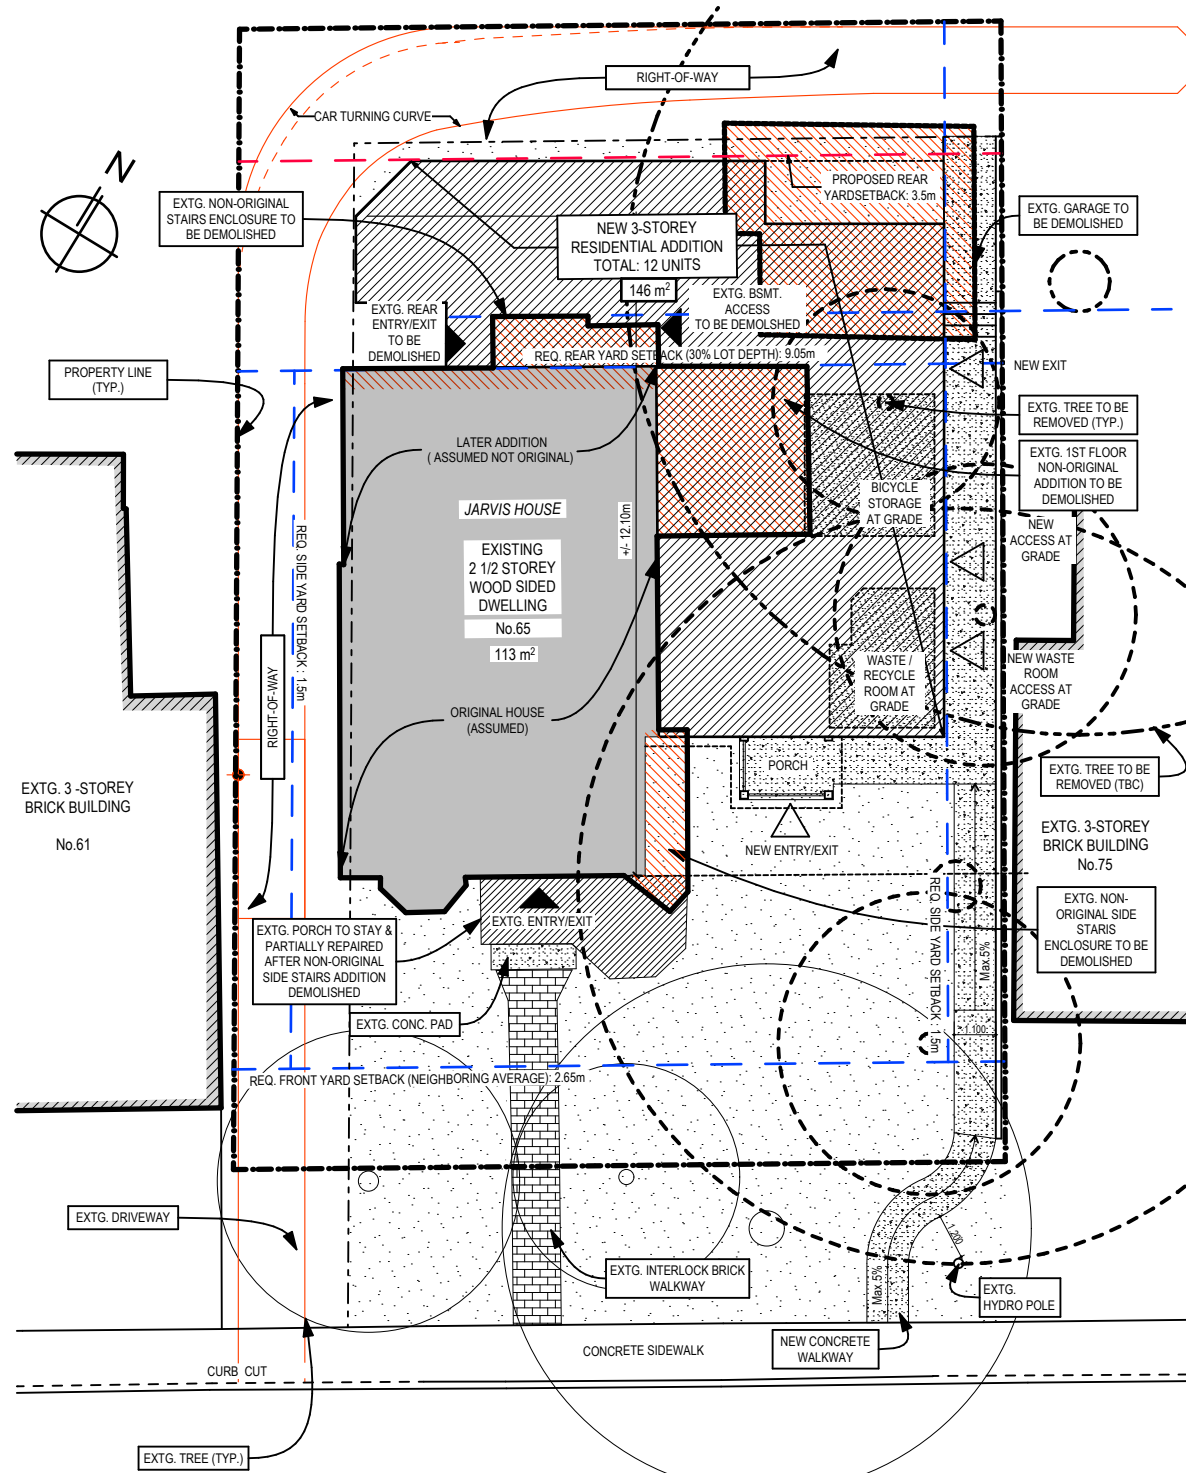 RIGHT-OF-WAY
CAR TURNING CURVE
N
PROPOSED REAR
YARDSETBACK: 3.5m
EXTG. NON-ORIGINAL
STAIRS ENCLOSURE TO
BE DEMOLISHED
EXTG. GARAGE TO
BE DEMOLISHED
NEW 3-STOREY
RESIDENTIAL ADDITION
TOTAL: 12 UNITS
146 m²
EXTG. REAR
ENTRY/EXIT
TO BE
DEMOLISHED
EXTG. BSMT.
ACCESS
TO BE DEMOLSHED
REQ. REAR YARD SETBACK (30% LOT DEPTH): 9.05m
NEW EXIT
PROPERTY LINE
(TYP.)
EXTG. TREE TO BE
REMOVED (TYP.)
LATER ADDITION
( ASSUMED NOT ORIGINAL)
EXTG. 1ST FLOOR
NON-ORIGINAL
ADDITION TO BE
DEMOLISHED
BICYCLE
STORAGE
AT GRADE
JARVIS HOUSE
+/- 12.10m
NEW
ACCESS AT
GRADE
EXISTING
2 1/2 STOREY
WOOD SIDED
DWELLING
No.65
113 m²
REQ. SIDE YARD SETBACK : 1.5m
RIGHT-OF-WAY
WASTE /
RECYCLE
ROOM AT
GRADE
NEW WASTE
ROOM
ACCESS AT
GRADE
ORIGINAL HOUSE
(ASSUMED)
PORCH
EXTG. TREE TO BE
REMOVED (TBC)
EXTG. 3 -STOREY
BRICK BUILDING
No.61
EXTG. 3-STOREY
BRICK BUILDING
No.75
NEW ENTRY/EXIT
EXTG. ENTRY/EXIT
EXTG. PORCH TO STAY &
PARTIALLY REPAIRED
AFTER NON-ORIGINAL
SIDE STAIRS ADDITION
DEMOLISHED
REQ. SIDE YARD SETBACK : 1.5m
Max.5%
EXTG. NON-
ORIGINAL SIDE
STARIS
ENCLOSURE TO BE
DEMOLISHED
EXTG. CONC. PAD
1.100
REQ. FRONT YARD SETBACK (NEIGHBORING AVERAGE): 2.65m
EXTG. DRIVEWAY
1.200
EXTG. INTERLOCK BRICK
WALKWAY
Max.5%
EXTG.
HYDRO POLE
NEW CONCRETE
WALKWAY
CONCRETE SIDEWALK
CURB CUT
EXTG. TREE (TYP.)